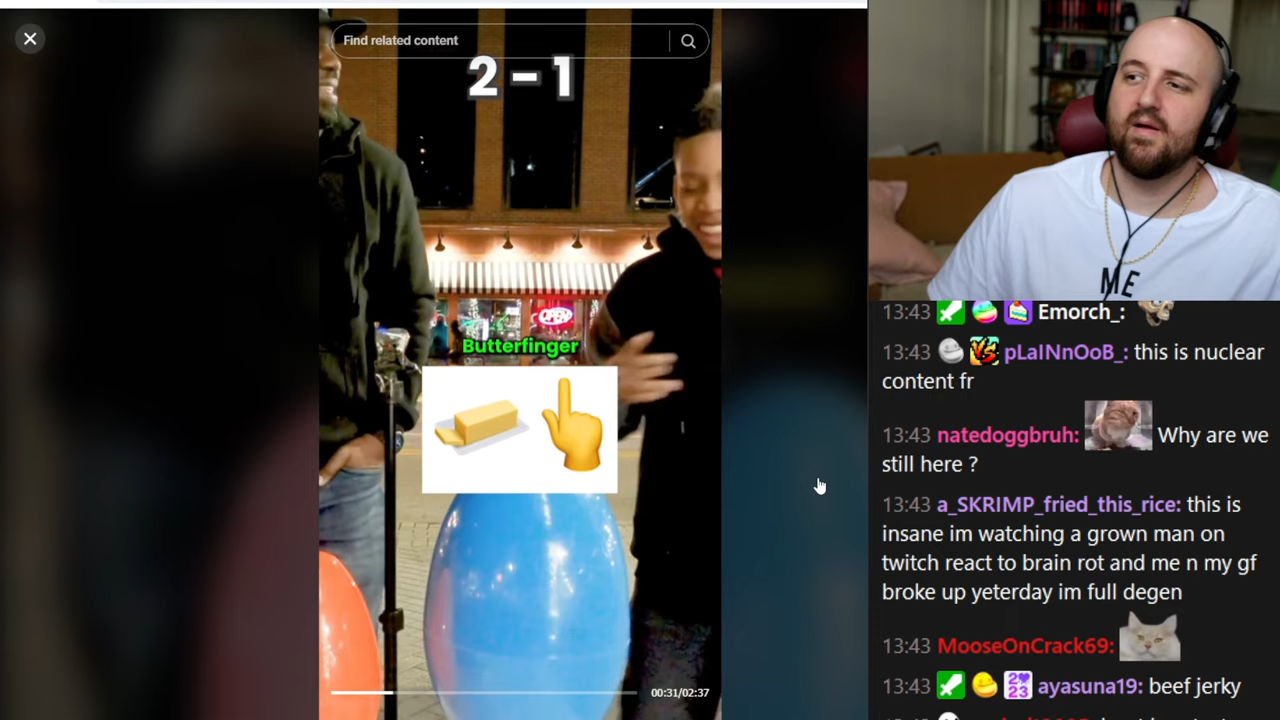 Find related content
2 - 1
OPEN
Butterfinger
00:31/02:37
ME
13:43 Emorch_:
13:43 pLaINnOoB_: this is nuclear
content fr
13:43 natedoggbruh: Why are we
still here ?
13:43 a_SKRIMP_fried_this_rice: this is
insane im watching a grown man on
twitch react to brain rot and me n my gf
broke up yeterday im full degen
13:43 MooseOnCrack69:
13:43 ayasuna19: beef jerky